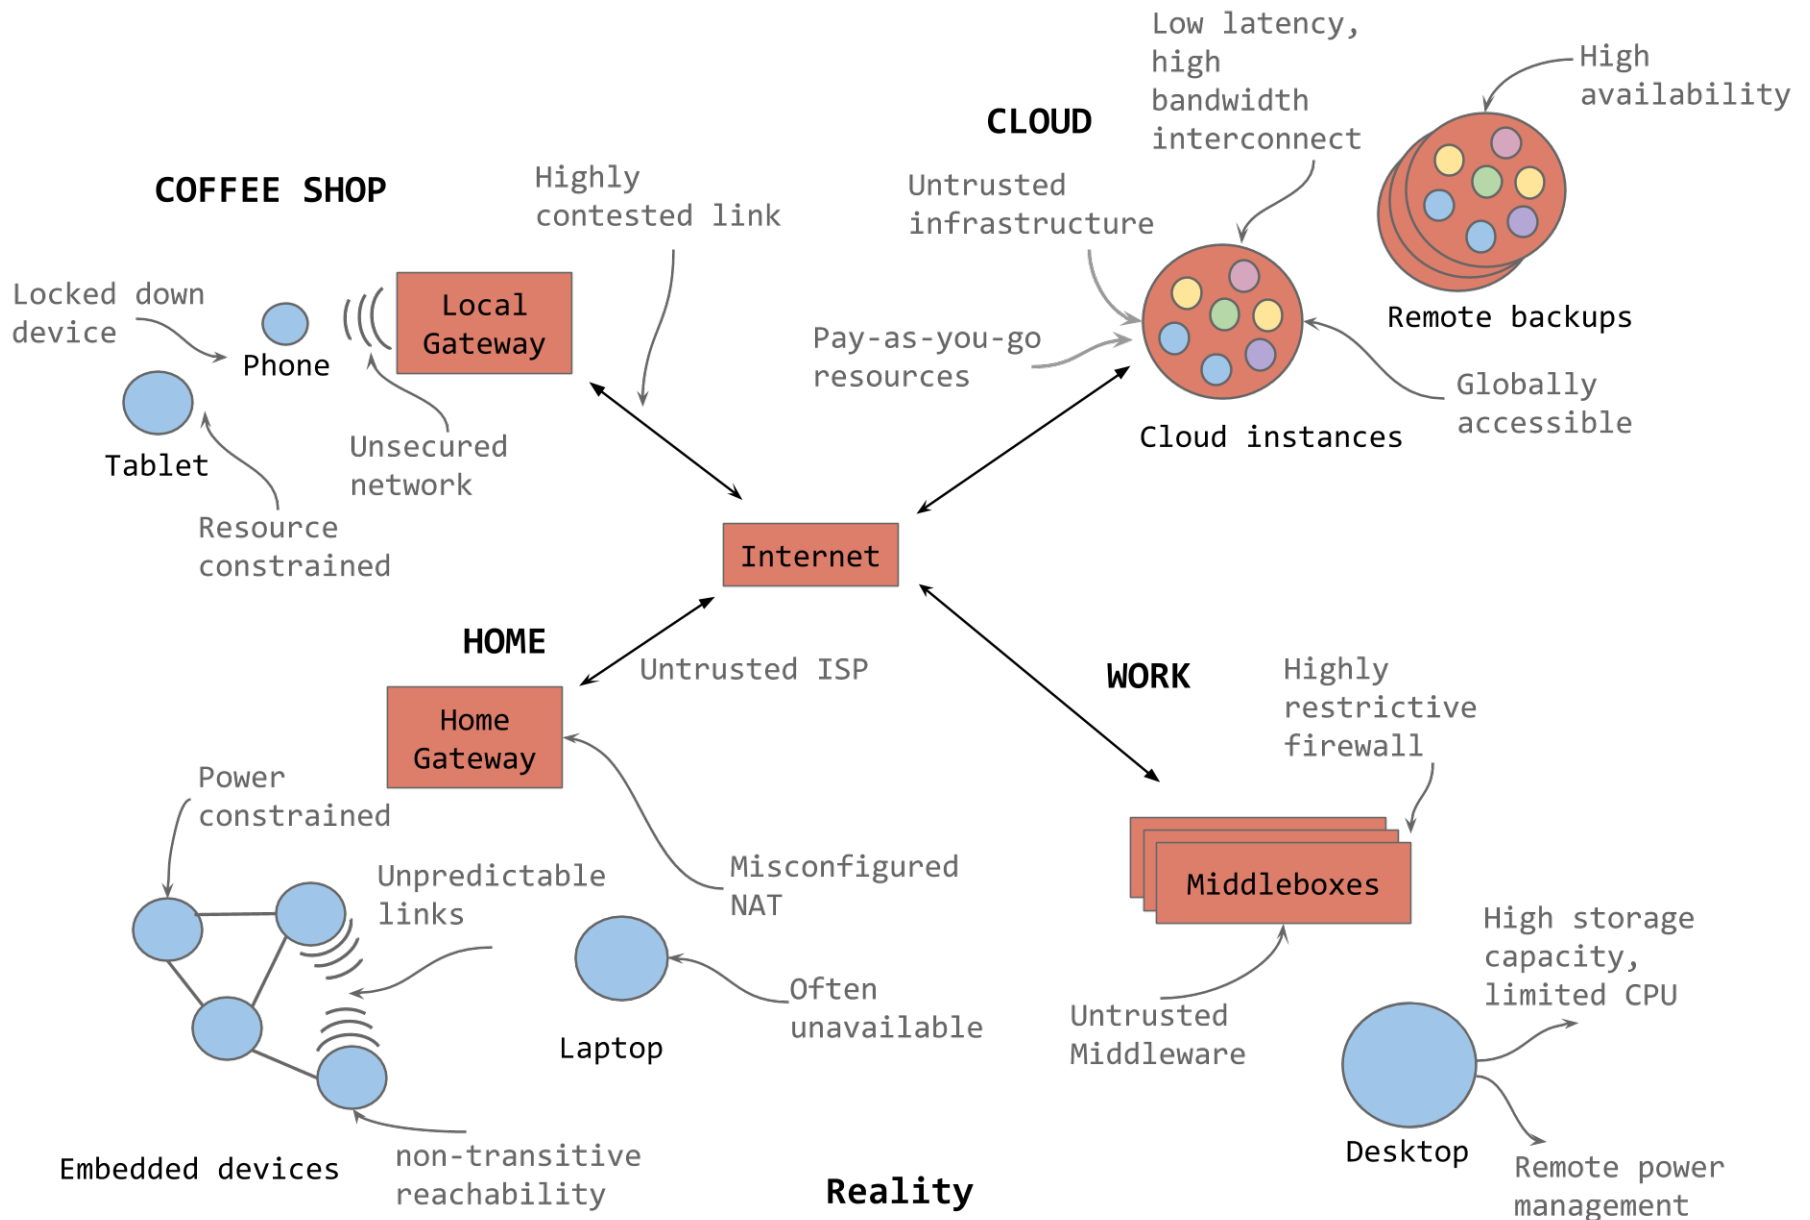 COFFEE SHOP
Locked down
device
Phone
Tablet
Resource
constrained
Unsecured
network
Local
Gateway
Highly
contested link
CLOUD
Low latency,
high
bandwidth
interconnect
Untrusted
infrastructure
Pay-as-you-go
resources
Cloud instances
Globally
accessible
High
availability
Remote backups
Internet
HOME
Untrusted ISP
Home
Gateway
Misconfigured
NAT
Power
constrained
Unpredictable
links
non-transitive
reachability
Embedded devices
Laptop
Often
unavailable
WORK
Highly
restrictive
firewall
Middleboxes
Untrusted
Middleware
High storage
capacity,
limited CPU
Desktop
Remote power
management
Reality